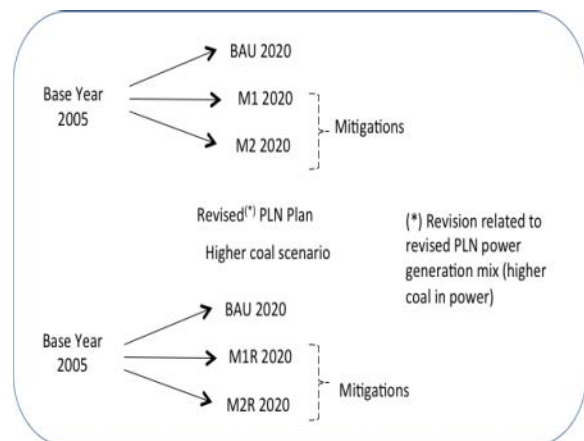 BAU 2020
Base Year
2005
M1 2020
M2 2020
Mitigations
Revised(*) PLN Plan
Higher coal scenario
(*) Revision related to
revised PLN power
generation mix (higher
coal in power)
BAU 2020
Base Year
2005
M1R 2020
M2R 2020
Mitigations